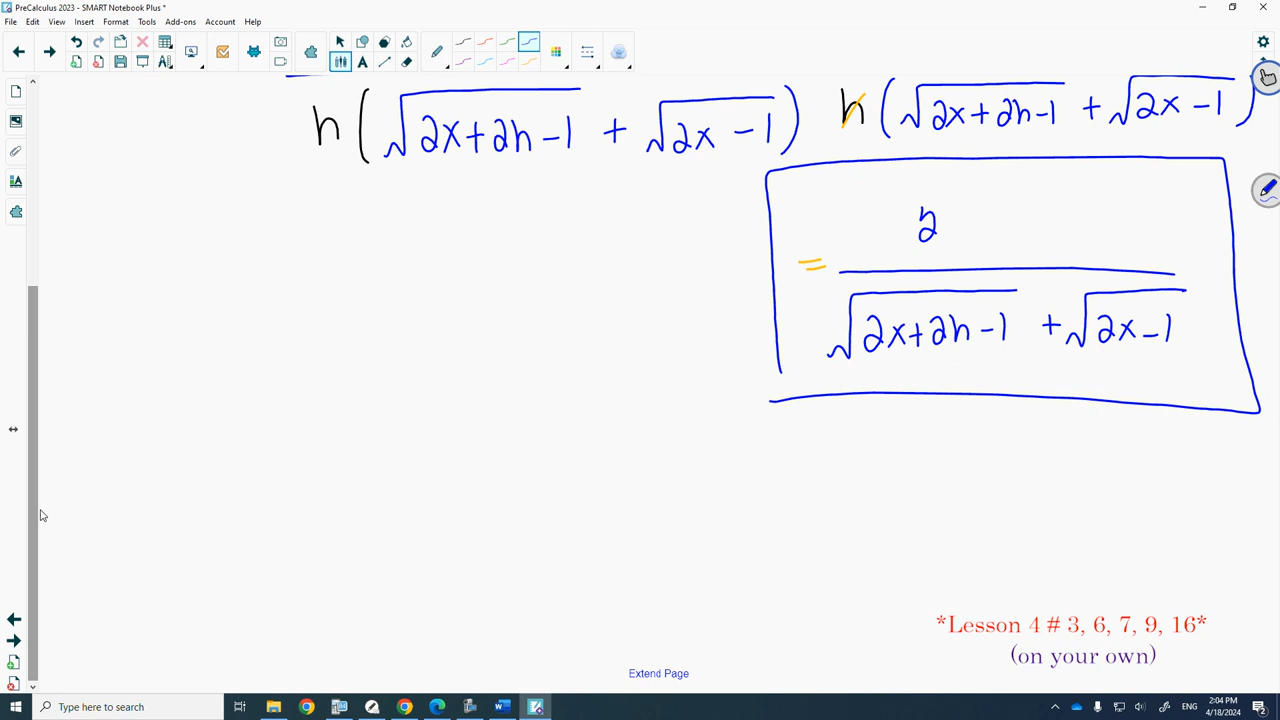 PreCalculus 2023 - SMART Notebook Plus *
File Edit View Insert Format Tools Add-ons Account Help
h(√(2x+2h-1) + √(2x-1)) h(√(2x+2h-1) + √(2x-1))
2
=
√(2x+2h-1) + √(2x-1)
*Lesson 4 # 3, 6, 7, 9, 16*
(on your own)
Extend Page
Type here to search
ENG
2:04 PM
4/18/2024
2